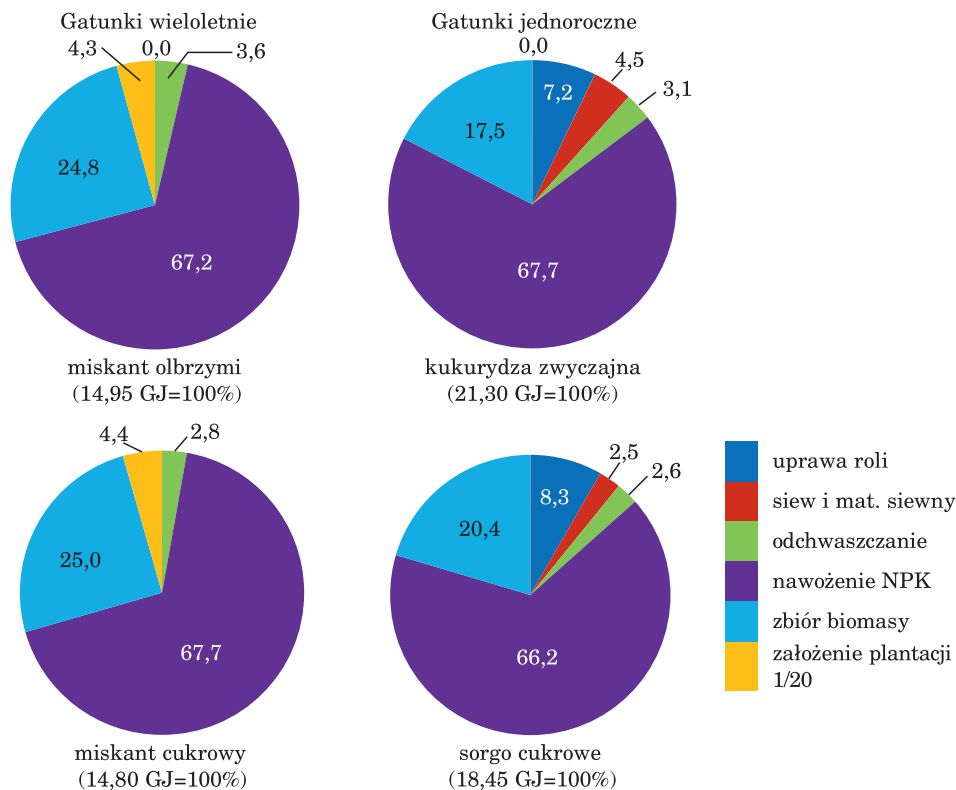 Gatunki wieloletnie
4,3
0,0
3,6
24,8
67,2
miskant olbrzymi
(14,95 GJ=100%)
Gatunki jednoroczne
0,0
4,5
7,2
3,1
17,5
67,7
kukurydza zwyczajna
(21,30 GJ=100%)
4,4
2,8
25,0
67,7
miskant cukrowy
(14,80 GJ=100%)
2,5
2,6
8,3
20,4
66,2
sorgo cukrowe
(18,45 GJ=100%)
uprawa roli
siew i mat. siewny
odchwaszczanie
nawożenie NPK
zbiór biomasy
założenie plantacji
1/20